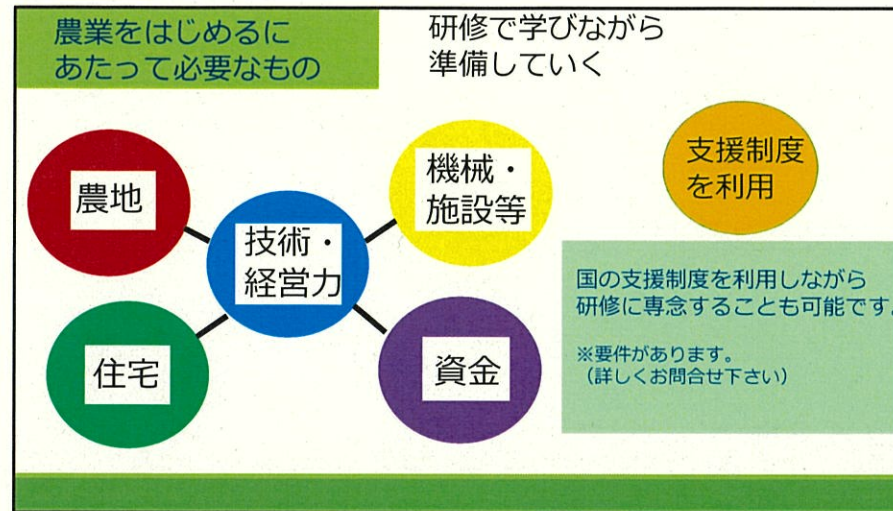 農業をはじめるに
あたって必要なもの
研修で学びながら
準備していく
農地
技術・
経営力
機械・
施設等
住宅
資金
支援制度
を利用
国の支援制度を利用しながら
研修に専念することも可能です。
※要件があります。
（詳しくお問合せ下さい）